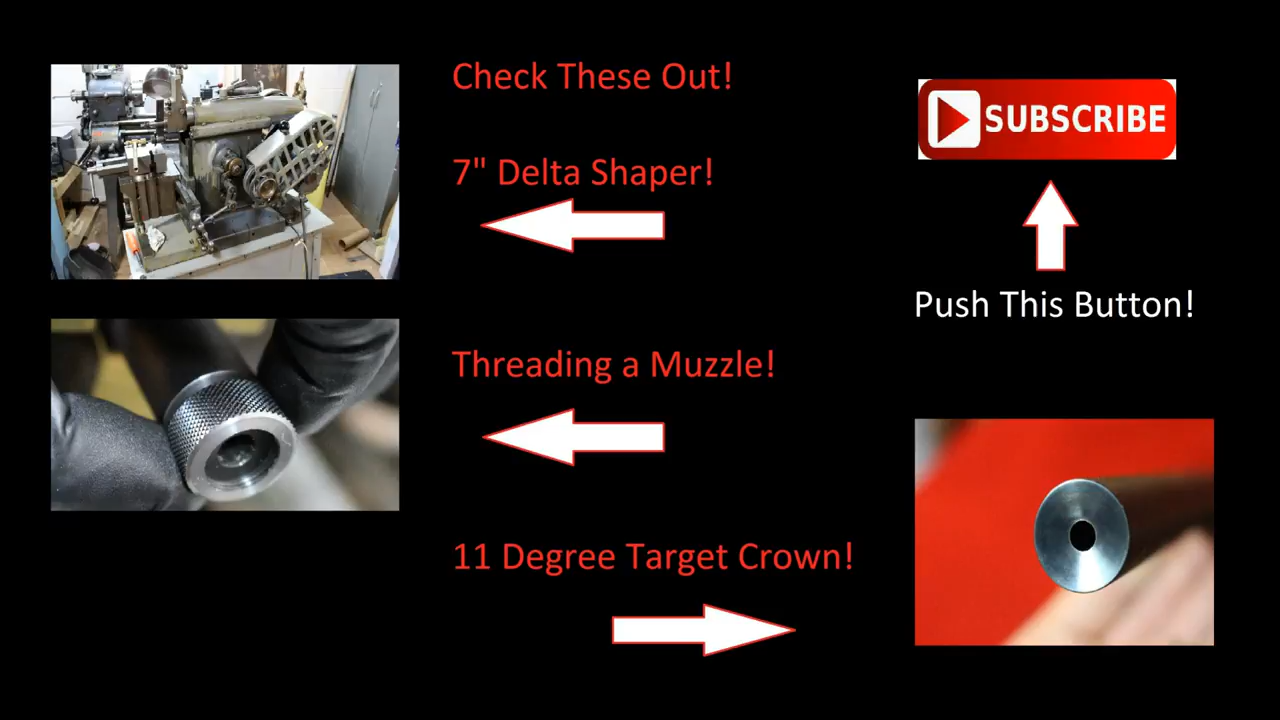 Check These Out!
SUBSCRIBE
7" Delta Shaper!
Push This Button!
Threading a Muzzle!
11 Degree Target Crown!